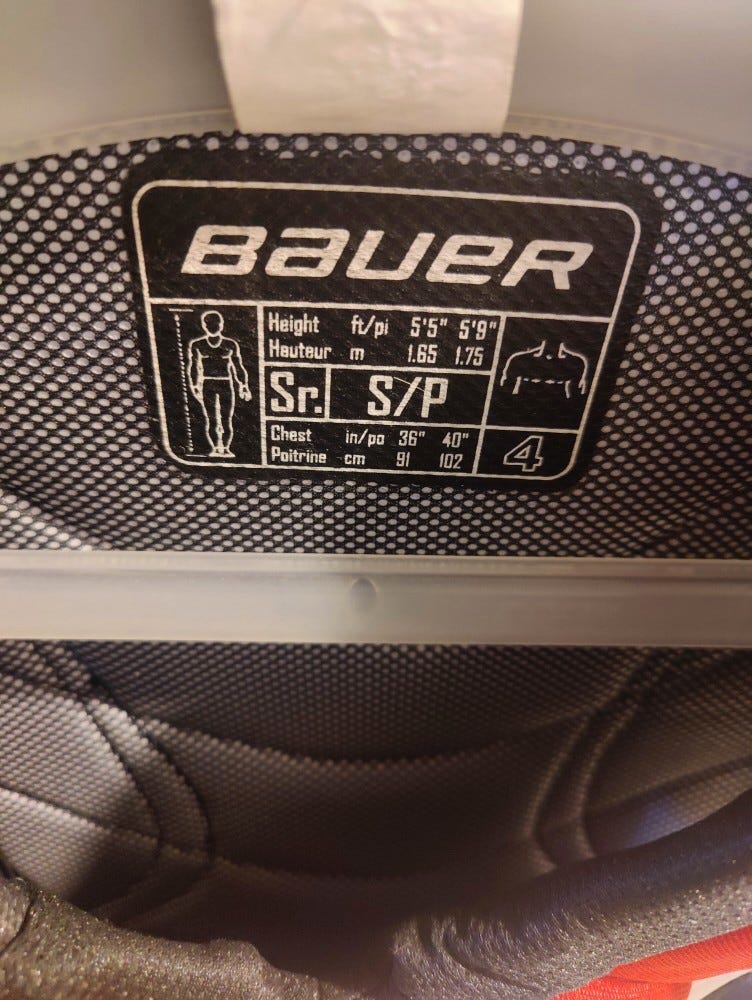 BAUER
Height ft/pi 5'5" 5'9"
Hauteur m 1.65 1.75
Sr. S/P
Chest in/po 36" 40"
Poitrine cm 91 102
4